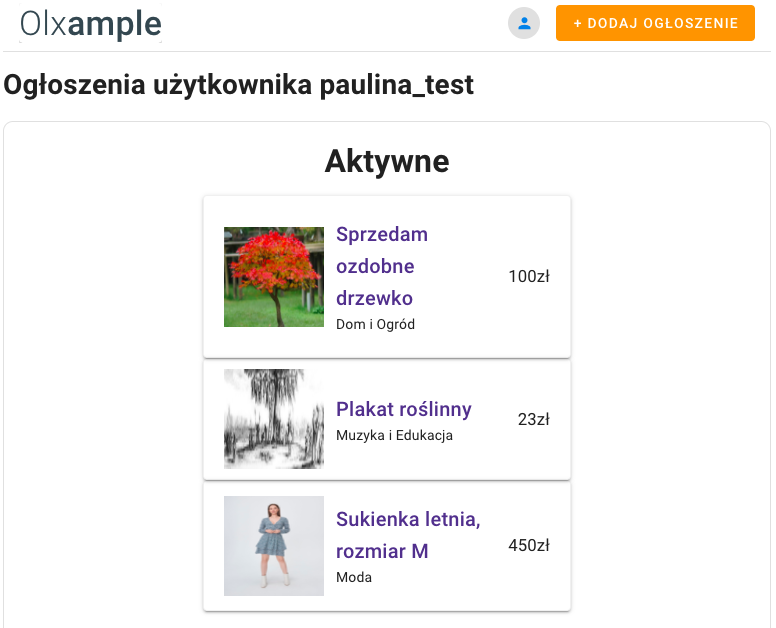 Olxample
+ DODAJ OGŁOSZENIE
Ogłoszenia użytkownika paulina_test
Aktywne
Sprzedam
ozdobne
drzewko
Dom i Ogród
100zł
Plakat roślinny
Muzyka i Edukacja
23zł
Sukienka letnia,
rozmiar M
Moda
450zł